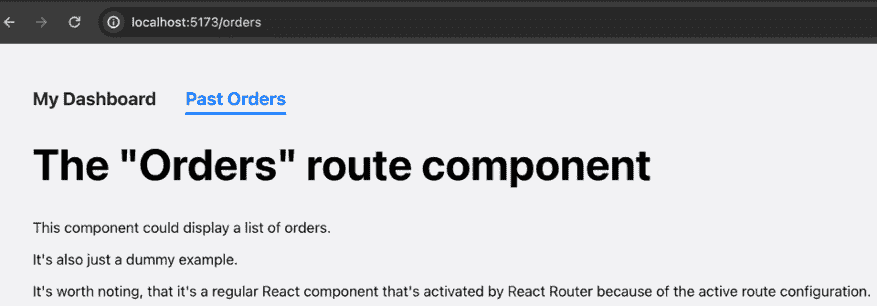 localhost:5173/orders
My Dashboard Past Orders
The "Orders" route component
This component could display a list of orders.
It's also just a dummy example.
It's worth noting, that it's a regular React component that's activated by React Router because of the active route configuration.